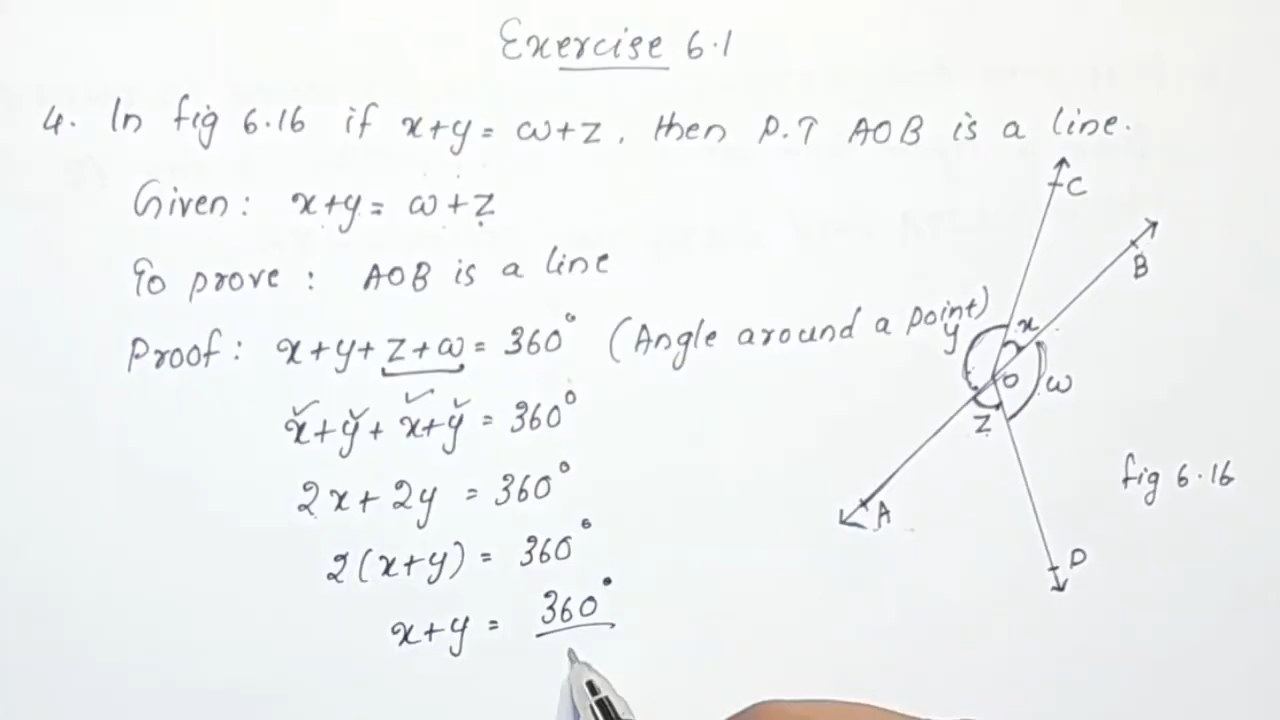 Exercise 6.1
4. In fig 6.16 if x+y = ω+z, then P.T AOB is a line.
Given: x+y = ω+z
To prove: AOB is a line
Proof: x+y+z+ω = 360° (Angle around a point)
x+y+x+y = 360°
2x+2y = 360°
2(x+y) = 360°
x+y = 360°
C
B
y
x
O
ω
z
A
D
fig 6.16